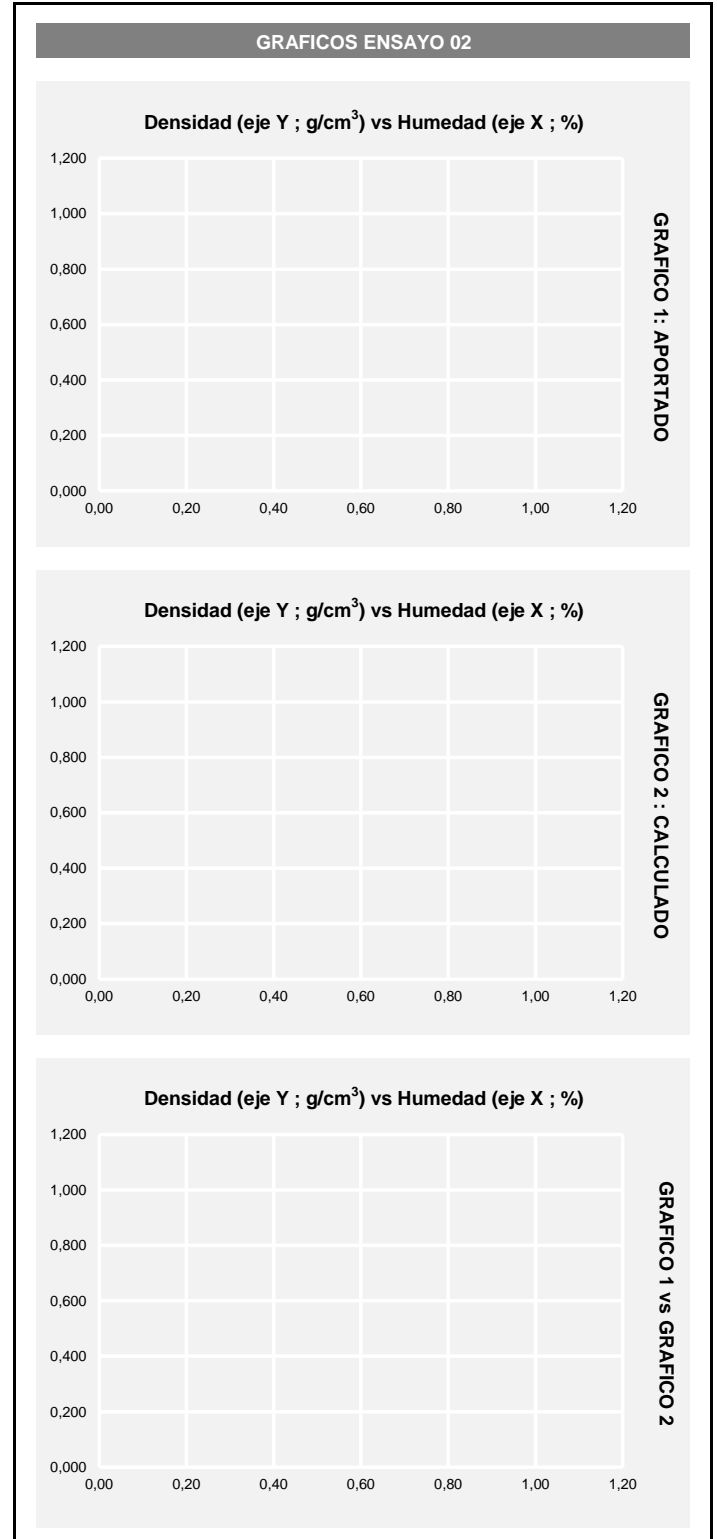 GRAFICOS ENSAYO 02
Densidad (eje Y ; g/cm³) vs Humedad (eje X ; %)
1,200
1,000
0,800
0,600
0,400
0,200
0,000
0,00 0,20 0,40 0,60 0,80 1,00 1,20
GRAFICO 1: APORTADO
Densidad (eje Y ; g/cm³) vs Humedad (eje X ; %)
1,200
1,000
0,800
0,600
0,400
0,200
0,000
0,00 0,20 0,40 0,60 0,80 1,00 1,20
GRAFICO 2 : CALCULADO
Densidad (eje Y ; g/cm³) vs Humedad (eje X ; %)
1,200
1,000
0,800
0,600
0,400
0,200
0,000
0,00 0,20 0,40 0,60 0,80 1,00 1,20
GRAFICO 1 vs GRAFICO 2